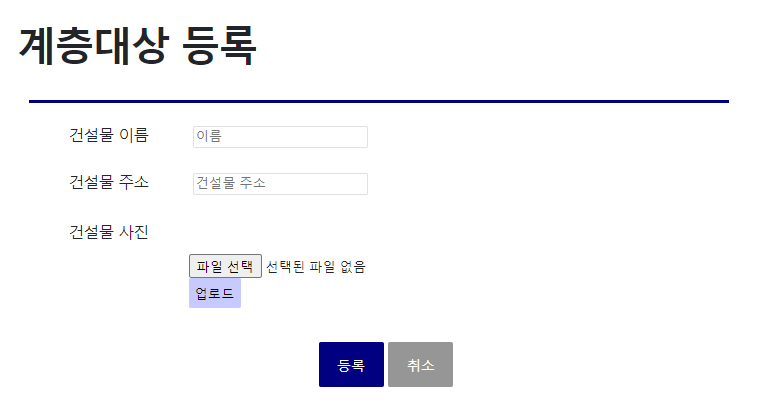 계층대상 등록
건설물 이름 이름
건설물 주소 건설물 주소
건설물 사진
파일 선택 선택된 파일 없음
업로드
등록 취소